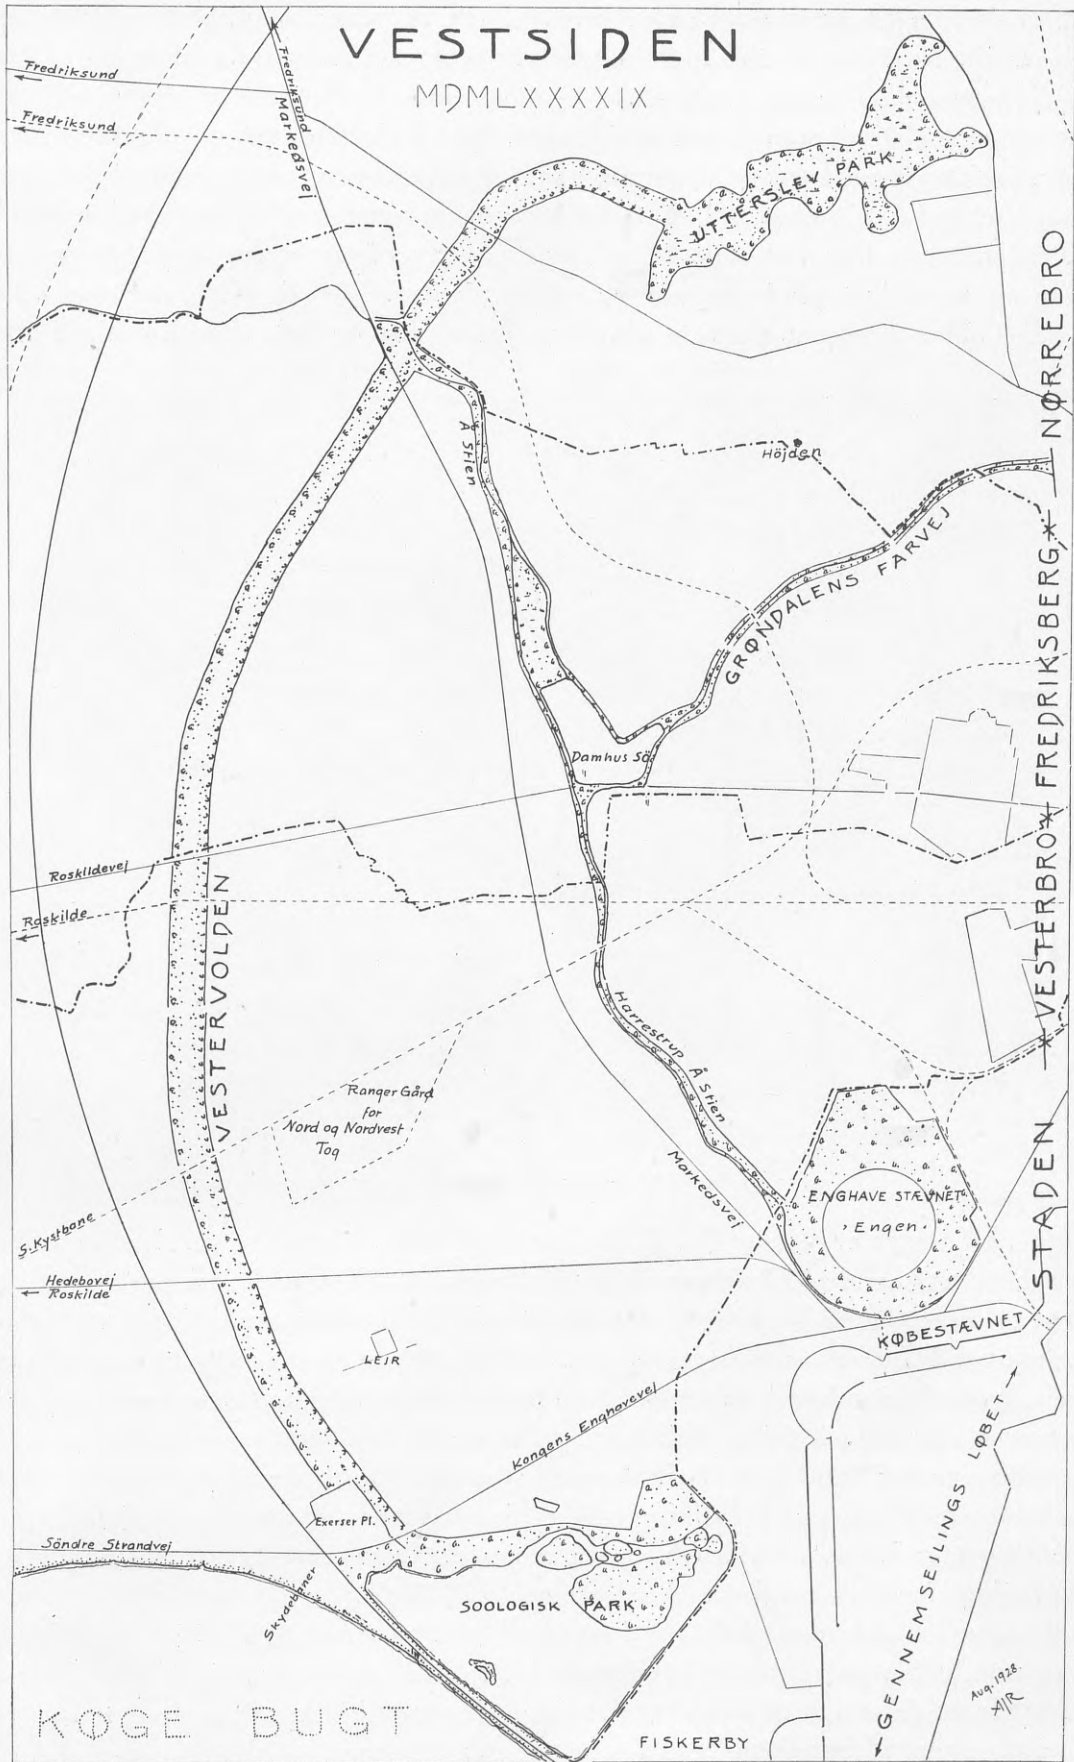 VESTSIDEN
MDMLXXXXIX
Fredriksund
Fredriksund
Fredriksund
Markedsvej
UTTERSLEV PARK
NØRREBRO
Å Stien
Höjden
GRØNDALENS FARVEJ
FREDRIKSBERG
Damhus Sö
Roskildevej
Roskilde
VESTERVOLDEN
VESTERBRO
Harrestrup Å Stien
Ranger Gård
for
Nord og Nordvest
Tog
Markedsvej
ENGHAVE STÆVNET
Engen
STADEN
S. Kystbane
Hedebovej
Roskilde
KØBESTÆVNET
LEJR
Kongens Enghavevej
GENNEMSEJLINGS LØBET
Exerser Pl.
Söndre Strandvej
Skydebaner
SOOLOGISK PARK
Aug. 1928.
AR
KØGE BUGT
FISKERBY